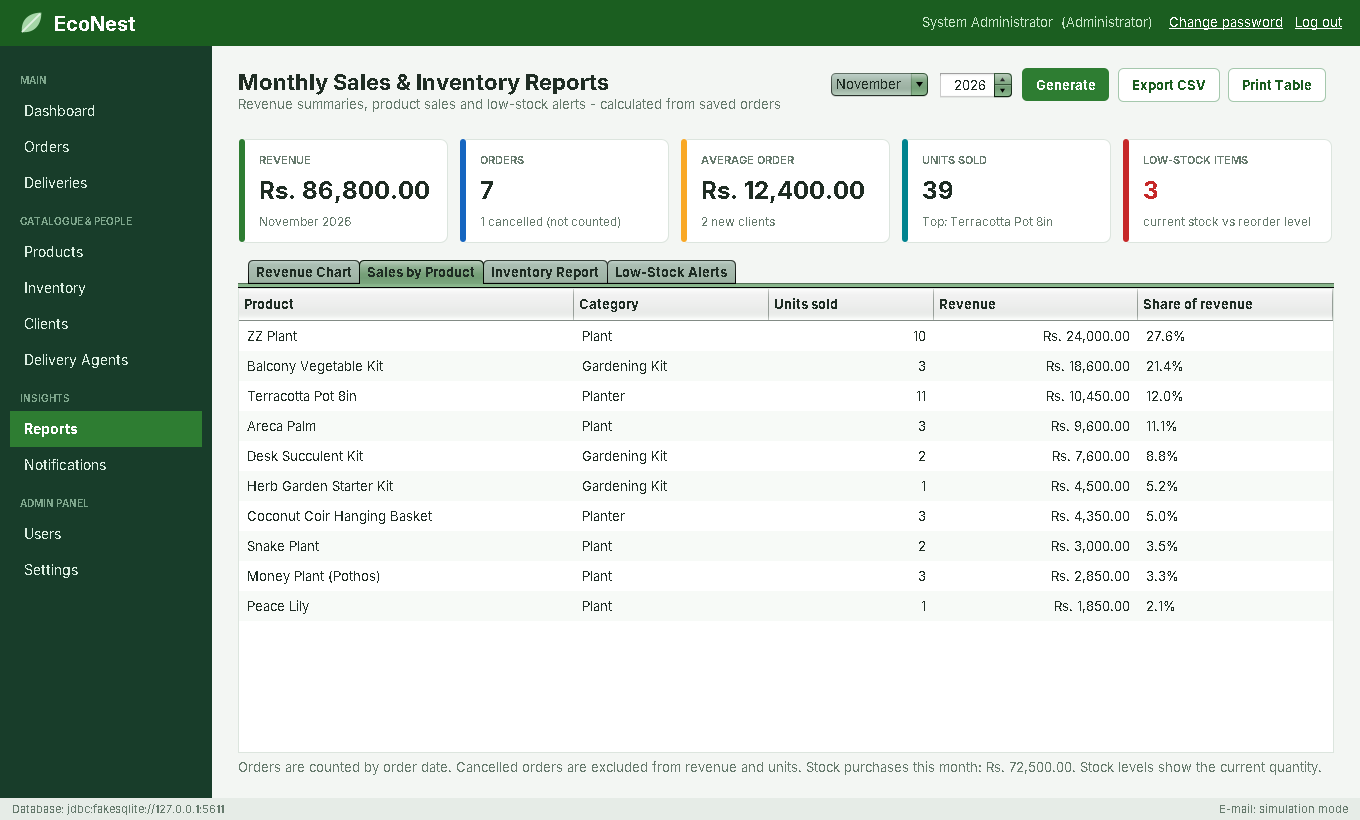 EcoNest
System Administrator (Administrator) Change password Log out
MAIN
Dashboard
Orders
Deliveries
CATALOGUE & PEOPLE
Products
Inventory
Clients
Delivery Agents
INSIGHTS
Reports
Notifications
ADMIN PANEL
Users
Settings
Monthly Sales & Inventory Reports
Revenue summaries, product sales and low-stock alerts - calculated from saved orders
November 2026 Generate Export CSV Print Table
REVENUE
Rs. 86,800.00
November 2026
ORDERS
7
1 cancelled (not counted)
AVERAGE ORDER
Rs. 12,400.00
2 new clients
UNITS SOLD
39
Top: Terracotta Pot 8in
LOW-STOCK ITEMS
3
current stock vs reorder level
Revenue Chart Sales by Product Inventory Report Low-Stock Alerts
Product Category Units sold Revenue Share of revenue
ZZ Plant Plant 10 Rs. 24,000.00 27.6%
Balcony Vegetable Kit Gardening Kit 3 Rs. 18,600.00 21.4%
Terracotta Pot 8in Planter 11 Rs. 10,450.00 12.0%
Areca Palm Plant 3 Rs. 9,600.00 11.1%
Desk Succulent Kit Gardening Kit 2 Rs. 7,600.00 8.8%
Herb Garden Starter Kit Gardening Kit 1 Rs. 4,500.00 5.2%
Coconut Coir Hanging Basket Planter 3 Rs. 4,350.00 5.0%
Snake Plant Plant 2 Rs. 3,000.00 3.5%
Money Plant (Pothos) Plant 3 Rs. 2,850.00 3.3%
Peace Lily Plant 1 Rs. 1,850.00 2.1%
Orders are counted by order date. Cancelled orders are excluded from revenue and units. Stock purchases this month: Rs. 72,500.00. Stock levels show the current quantity.
Database: jdbc:fakesqlite://127.0.0.1:5611
E-mail: simulation mode